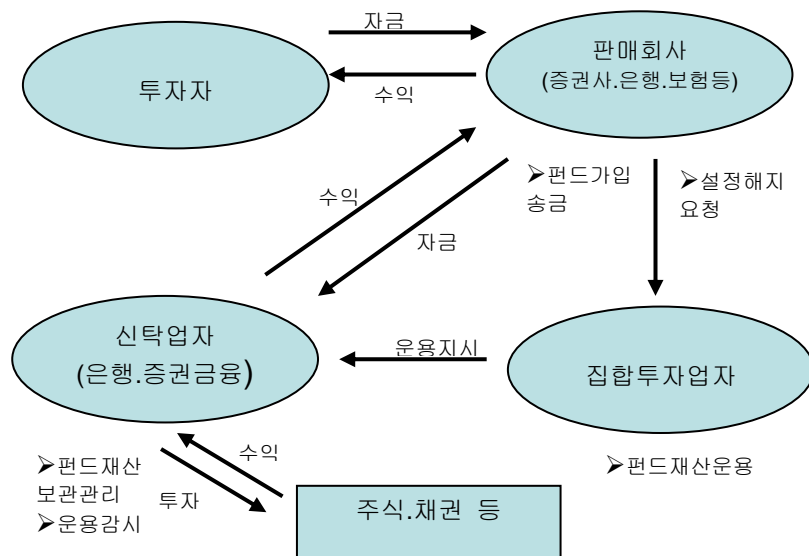 자금
투자자
판매회사
(증권사.은행.보험등)
수익
➢펀드가입
송금
➢설정해지
요청
수익
자금
신탁업자
(은행.증권금융)
운용지시
집합투자업자
➢펀드재산
보관관리
➢운용감시
수익
투자
➢펀드재산운용
주식.채권 등